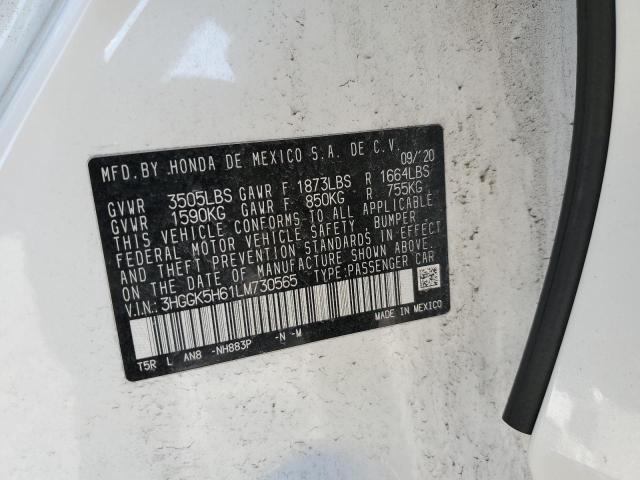 MFD.BY HONDA DE MEXICO S.A. DE C.V. 09/'20
GVWR 3505LBS GAWR F 1873LBS R 1664LBS
GVWR 1590KG GAWR F 850KG R 755KG
THIS VEHICLE CONFORMS TO ALL APPLICABLE
FEDERAL MOTOR VEHICLE SAFETY, BUMPER
AND THEFT PREVENTION STANDARDS IN EFFECT
ON THE DATE OF MANUFACTURE SHOWN ABOVE.
V.I.N: 3HGGK5H61LM730565 TYPE:PASSENGER CAR
MADE IN MEXICO
T5R L AN8 -NH883P -N -M